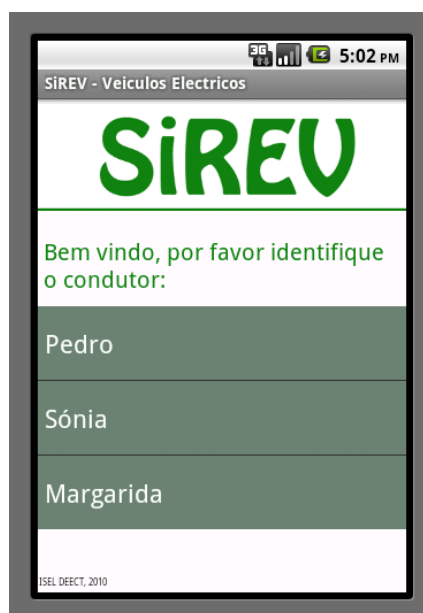 3G 5:02 PM
SiREV - Veiculos Electricos
SiREV
Bem vindo, por favor identifique
o condutor:
Pedro
Sónia
Margarida
ISEL DEECT, 2010